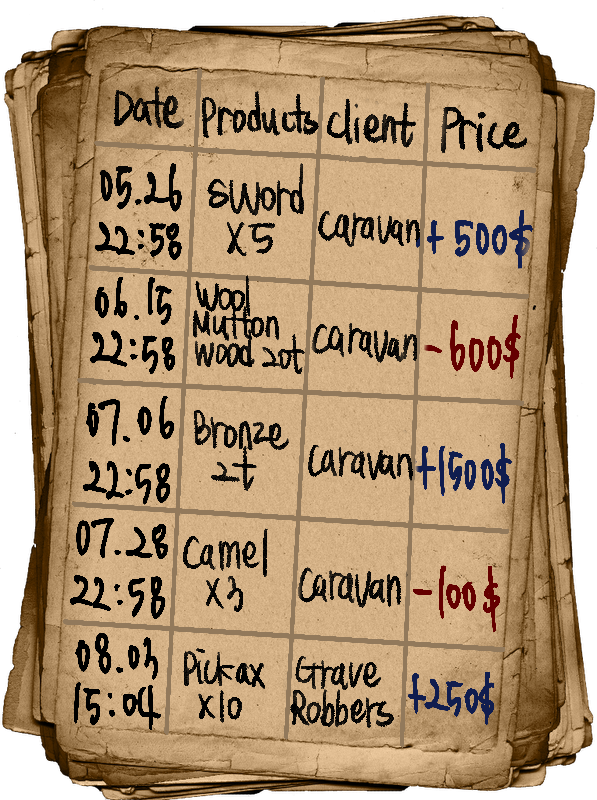 Date Products client Price
05.26 sword caravan + 500$
22:58 X5
06.15 Wool caravan - 600$
22:58 Mutton
Wood 20t
07.06 Bronze caravan +1500$
22:58 2t
07.28 camel caravan -100$
22:58 X3
08.03 Pickax Grave +250$
15:04 X10 Robbers